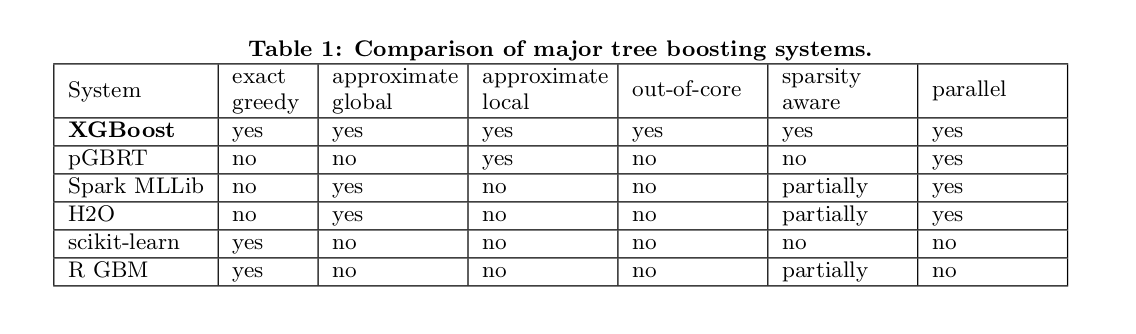 Table 1: Comparison of major tree boosting systems.
System exact greedy approximate global approximate local out-of-core sparsity aware parallel
XGBoost yes yes yes yes yes yes
pGBRT no no yes no no yes
Spark MLLib no yes no no partially yes
H2O no yes no no partially yes
scikit-learn yes no no no no no
R GBM yes no no no partially no